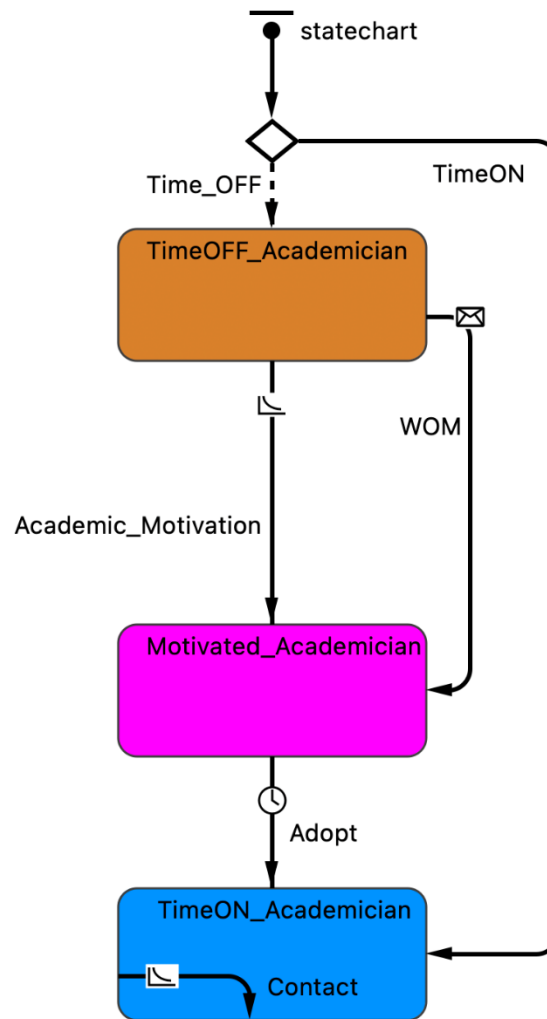 statechart
TimeON
Time_OFF
TimeOFF_Academician
WOM
Academic_Motivation
Motivated_Academician
Adopt
TimeON_Academician
Contact